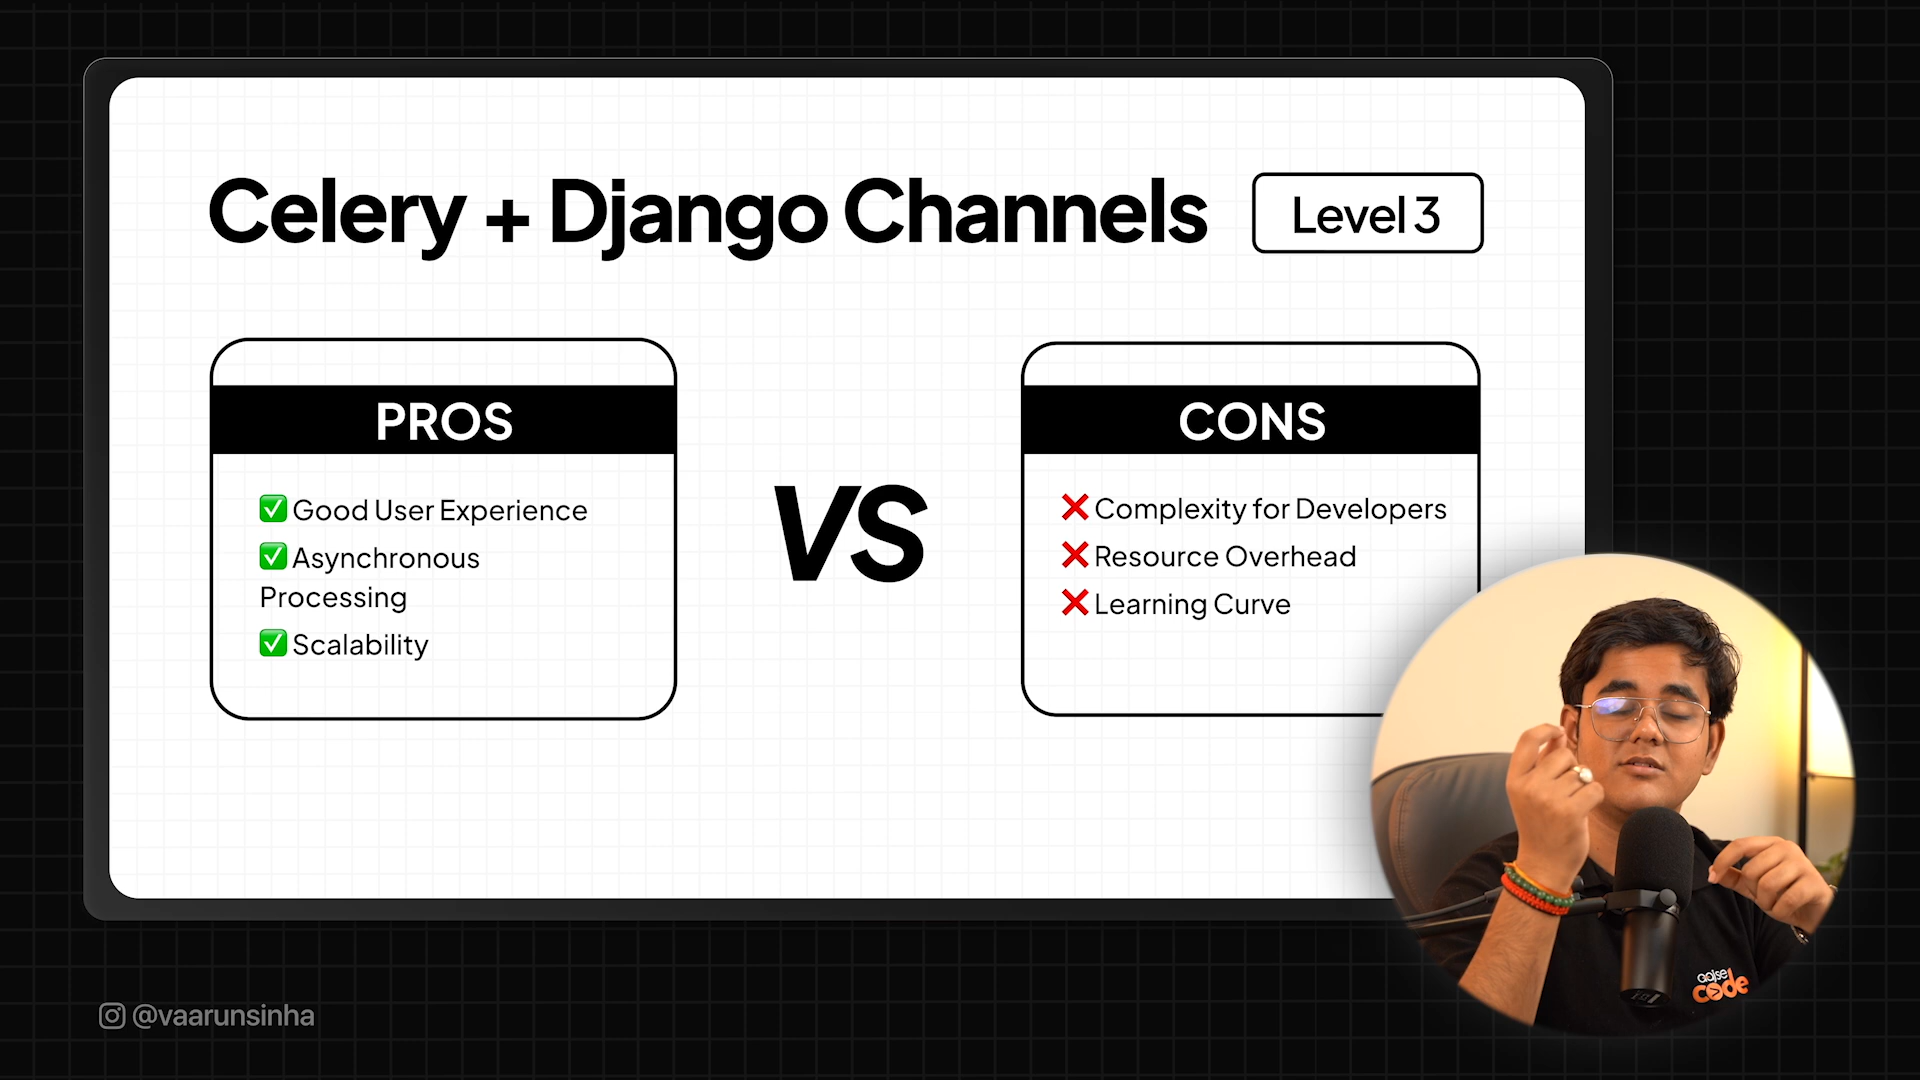 Celery + Django Channels
Level 3
PROS
✅ Good User Experience
✅ Asynchronous
Processing
✅ Scalability
VS
CONS
❌ Complexity for Developers
❌ Resource Overhead
❌ Learning Curve
@vaarunsinha
code